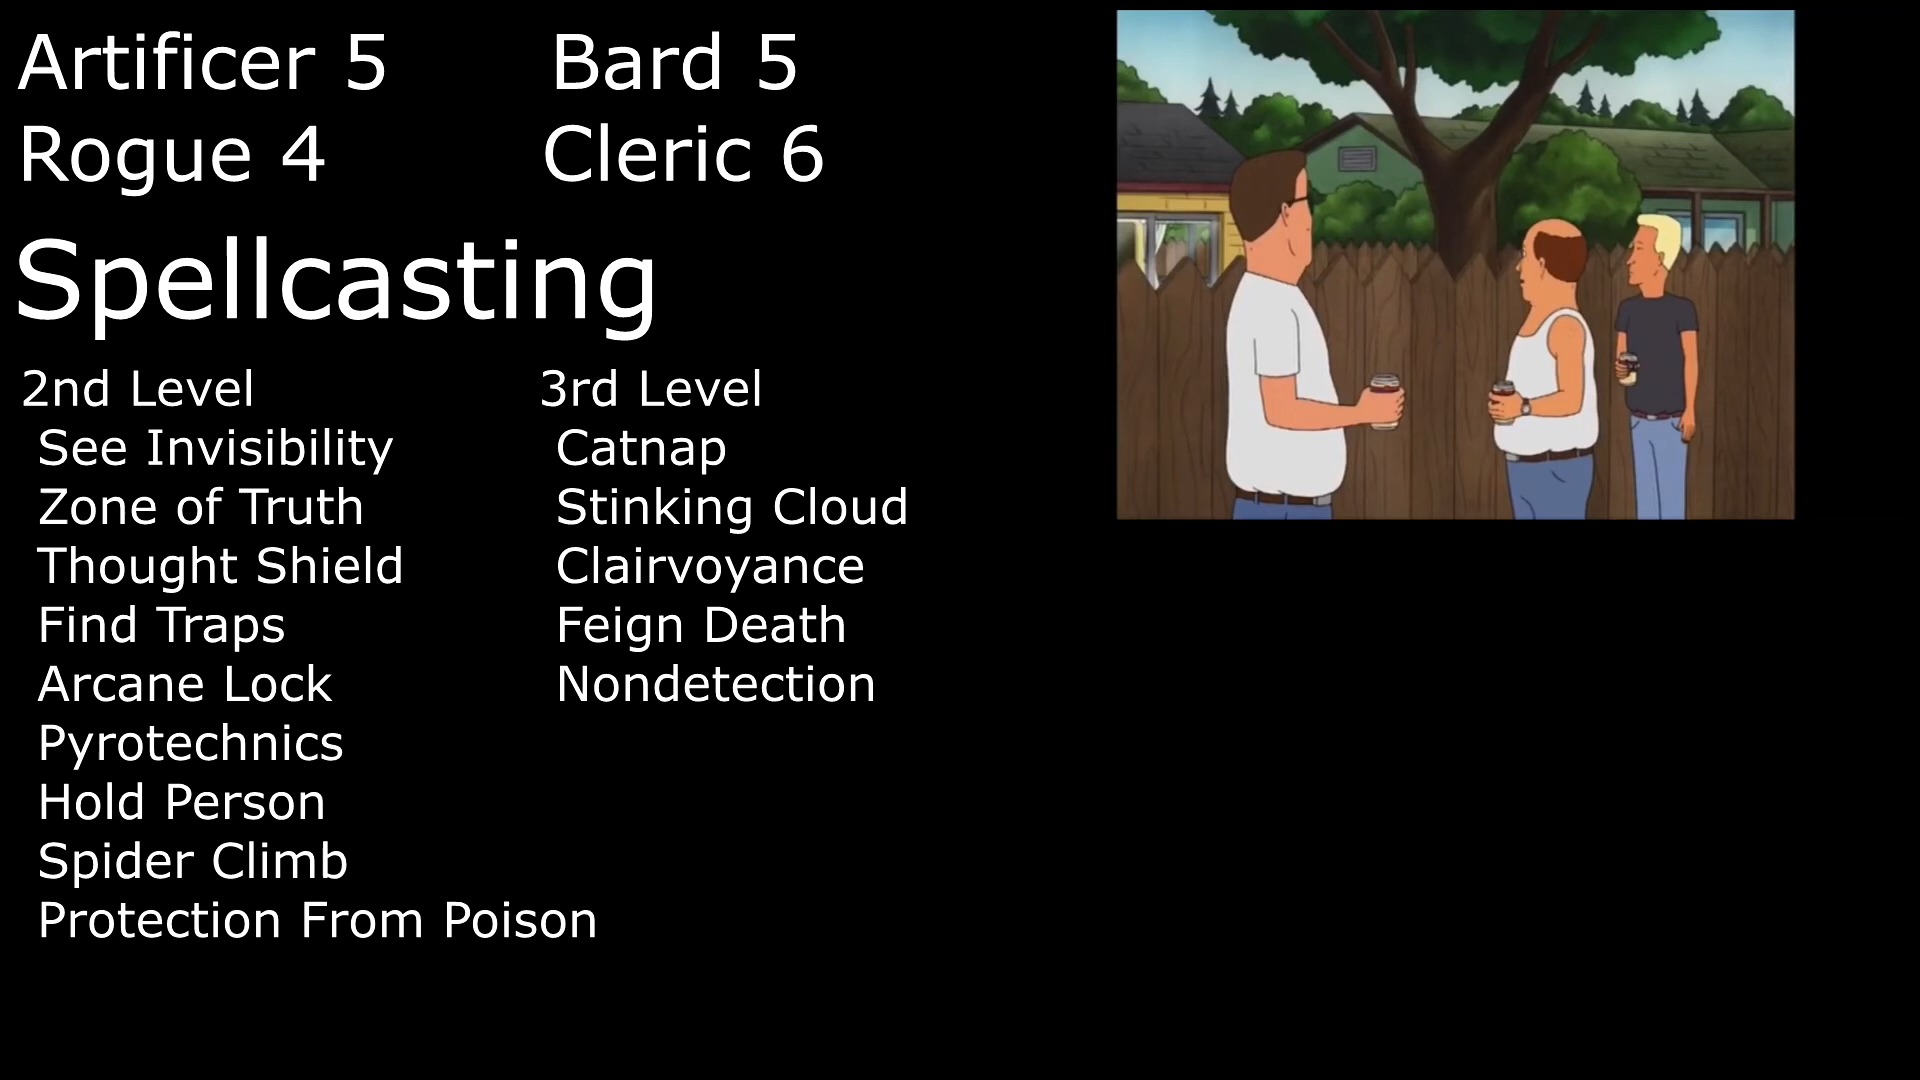 Artificer 5 Bard 5
Rogue 4 Cleric 6
Spellcasting
2nd Level
See Invisibility
Zone of Truth
Thought Shield
Find Traps
Arcane Lock
Pyrotechnics
Hold Person
Spider Climb
Protection From Poison
3rd Level
Catnap
Stinking Cloud
Clairvoyance
Feign Death
Nondetection